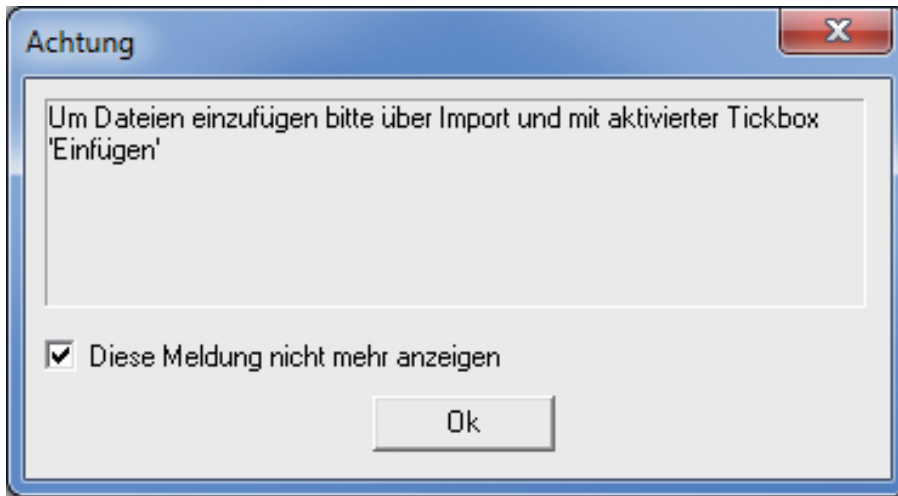 Achtung
Um Dateien einzufügen bitte über Import und mit aktivierter Tickbox
'Einfügen'
Diese Meldung nicht mehr anzeigen
Ok